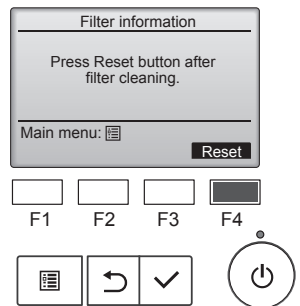 Filter information
Press Reset button after
filter cleaning.
Main menu:
Reset
F1 F2 F3 F4